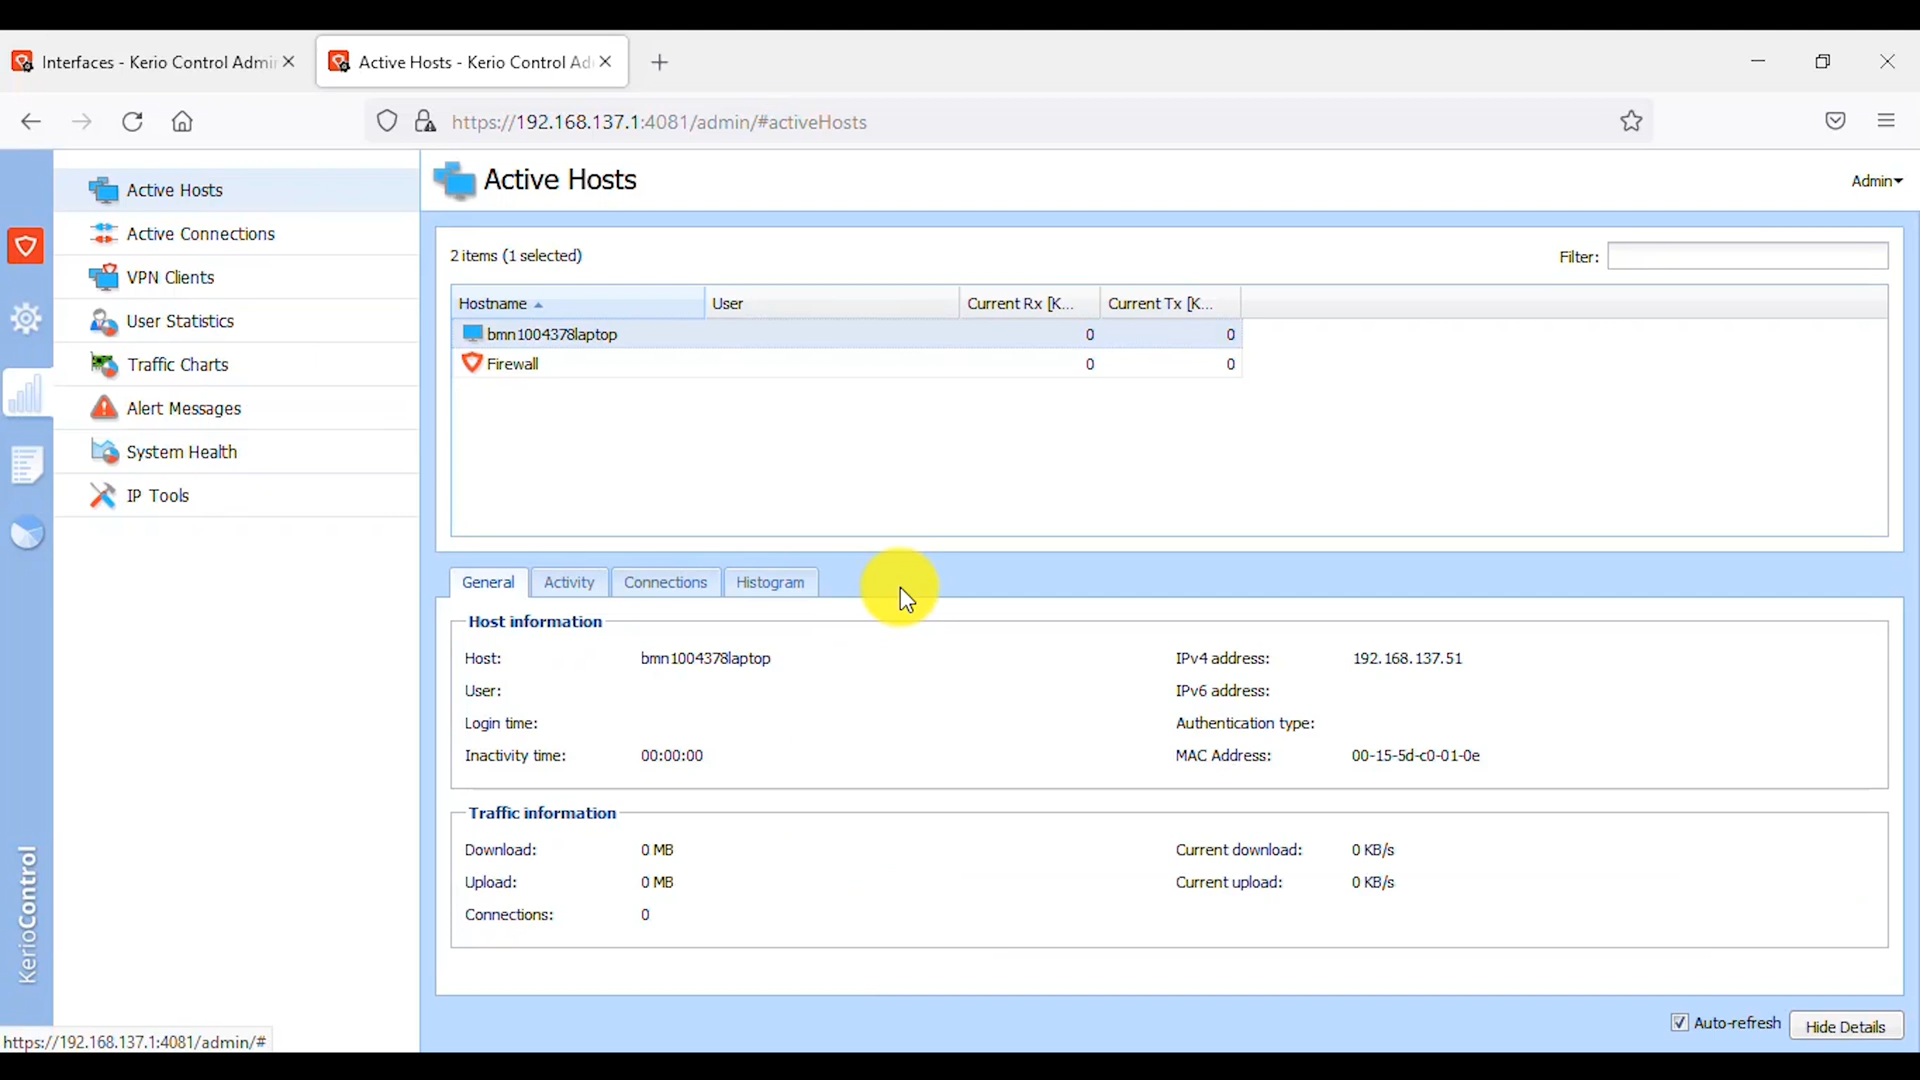 Interfaces - Kerio Control Admi
Active Hosts - Kerio Control Ad
https://192.168.137.1:4081/admin/#activeHosts
Active Hosts
Active Connections
VPN Clients
User Statistics
Traffic Charts
Alert Messages
System Health
IP Tools
KerioControl
Active Hosts
Admin
2 items (1 selected)
Filter:
Hostname User Current Rx [K... Current Tx [K...
bmn1004378laptop 0 0
Firewall 0 0
General Activity Connections Histogram
Host information
Host: bmn1004378laptop IPv4 address: 192.168.137.51
User: IPv6 address:
Login time: Authentication type:
Inactivity time: 00:00:00 MAC Address: 00-15-5d-c0-01-0e
Traffic information
Download: 0 MB Current download: 0 KB/s
Upload: 0 MB Current upload: 0 KB/s
Connections: 0
Auto-refresh Hide Details
https://192.168.137.1:4081/admin/#